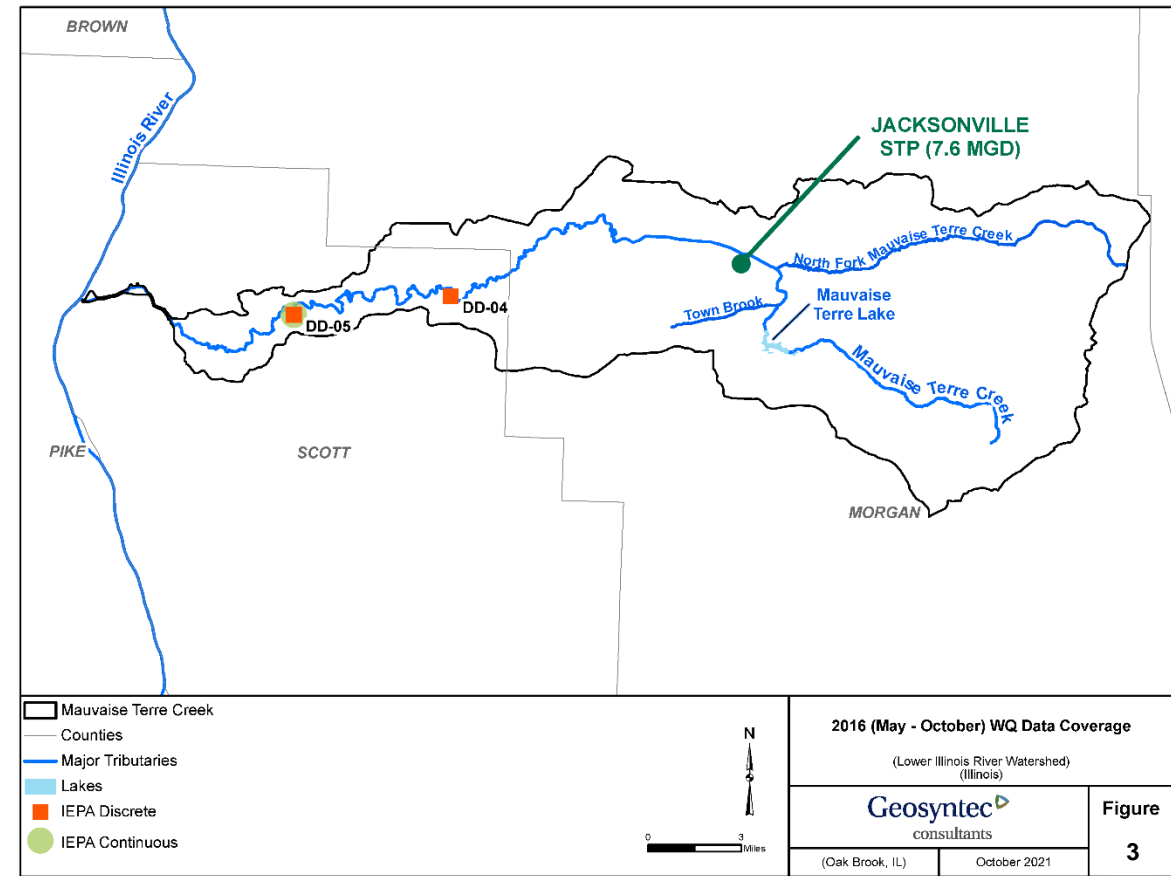 BROWN
Illinois River
JACKSONVILLE
STP (7.6 MGD)
North Fork Mauvaise Terre Creek
Mauvaise
Terre Lake
Town Brook
DD-04
DD-05
Mauvaise Terre Creek
PIKE
SCOTT
MORGAN
Mauvaise Terre Creek
Counties
Major Tributaries
Lakes
IEPA Discrete
IEPA Continuous
N
0 3
Miles
2016 (May - October) WQ Data Coverage
(Lower Illinois River Watershed)
(Illinois)
Geosyntec
consultants
(Oak Brook, IL)
October 2021
Figure
3